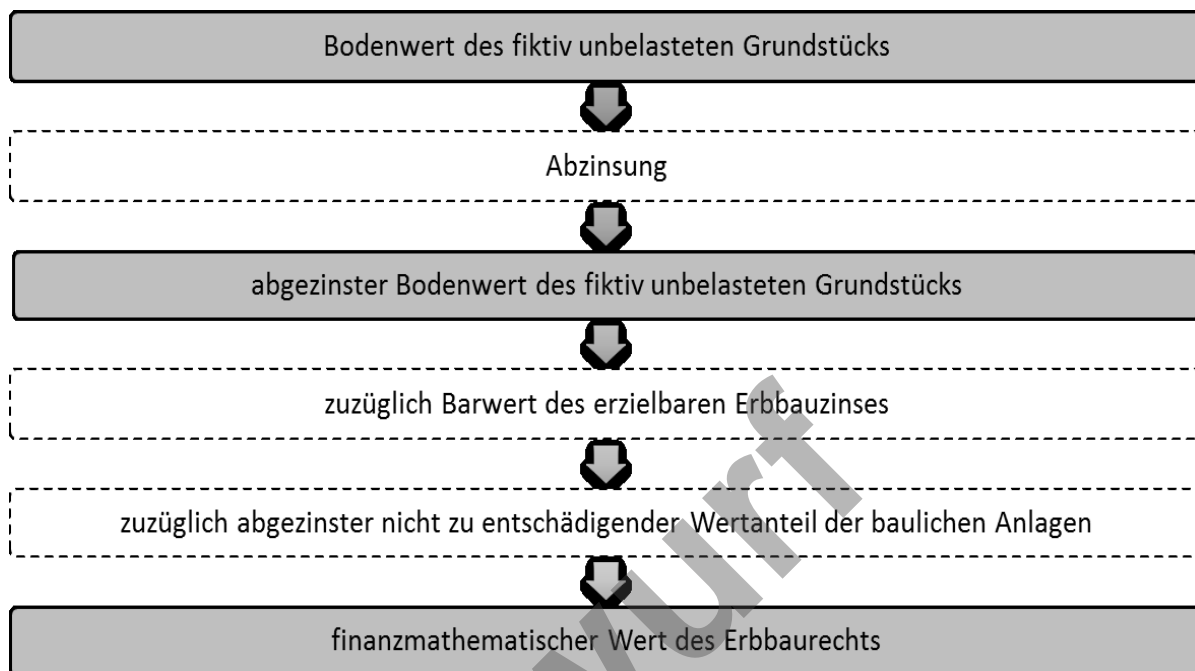 Bodenwert des fiktiv unbelasteten Grundstücks
Abzinsung
abgezinster Bodenwert des fiktiv unbelasteten Grundstücks
zuzüglich Barwert des erzielbaren Erbbauzinses
zuzüglich abgezinster nicht zu entschädigender Wertanteil der baulichen Anlagen
finanzmathematischer Wert des Erbbaurechts